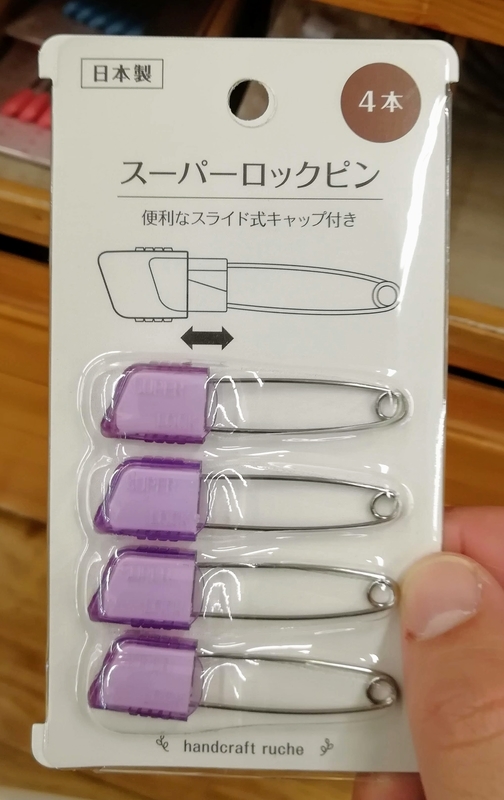 日本製
4本
スーパーロックピン
便利なスライド式キャップ付き
handcraft ruche